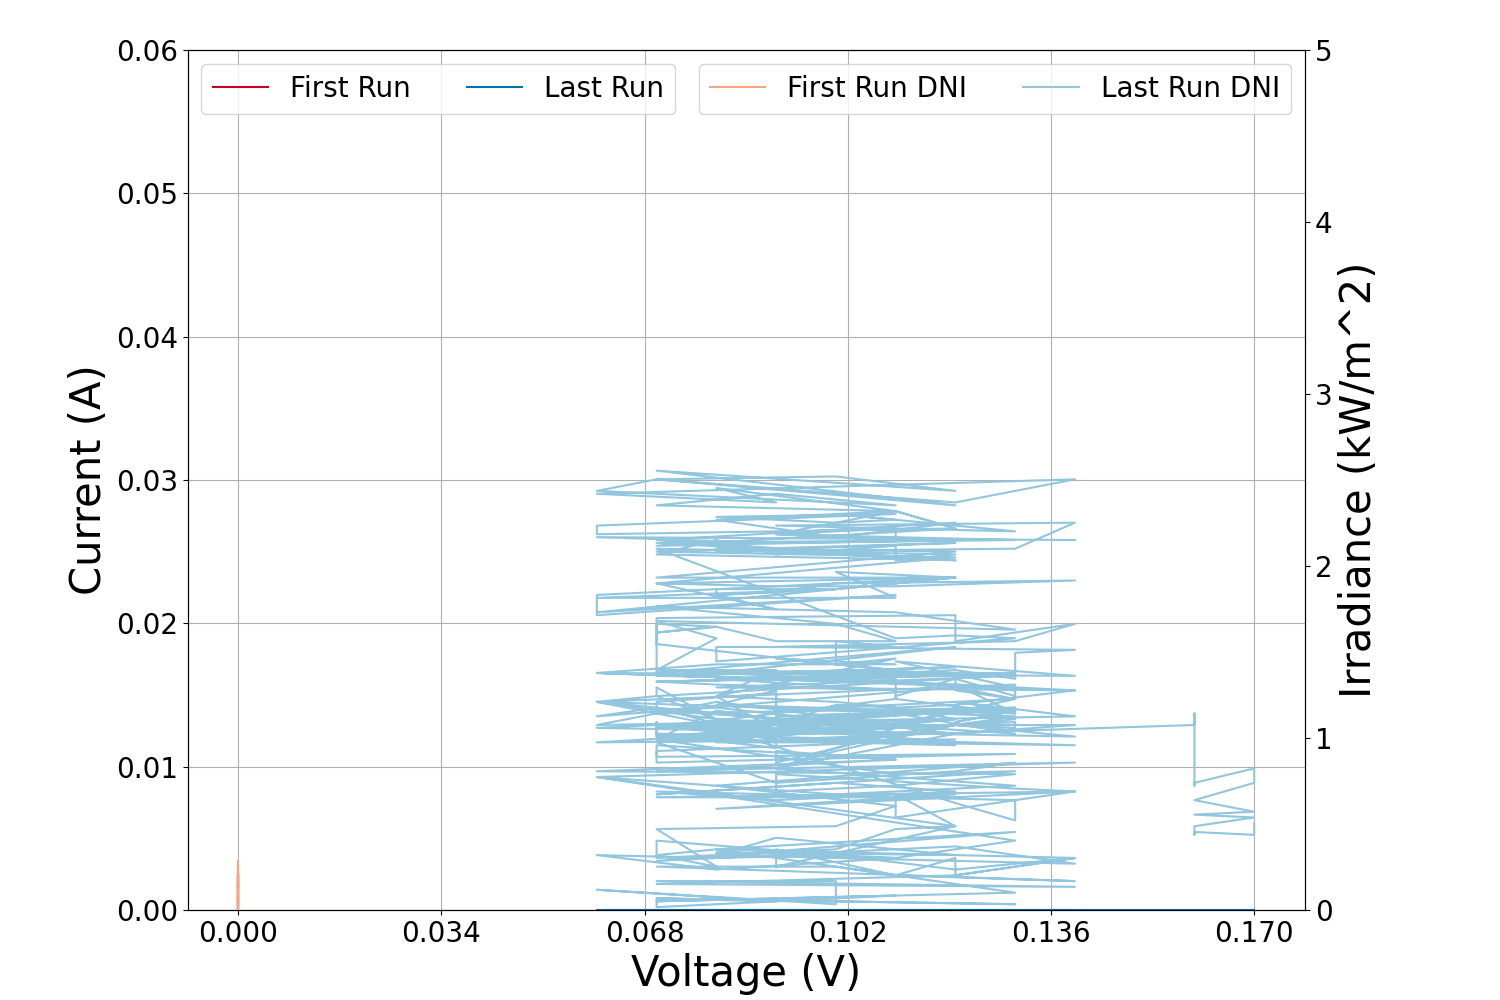 First Run
Last Run
First Run DNI
Last Run DNI
0.06
0.05
0.04
0.03
0.02
0.01
0.00
Current (A)
5
4
3
2
1
0
Irradiance (kW/m^2)
0.000
0.034
0.068
0.102
0.136
0.170
Voltage (V)